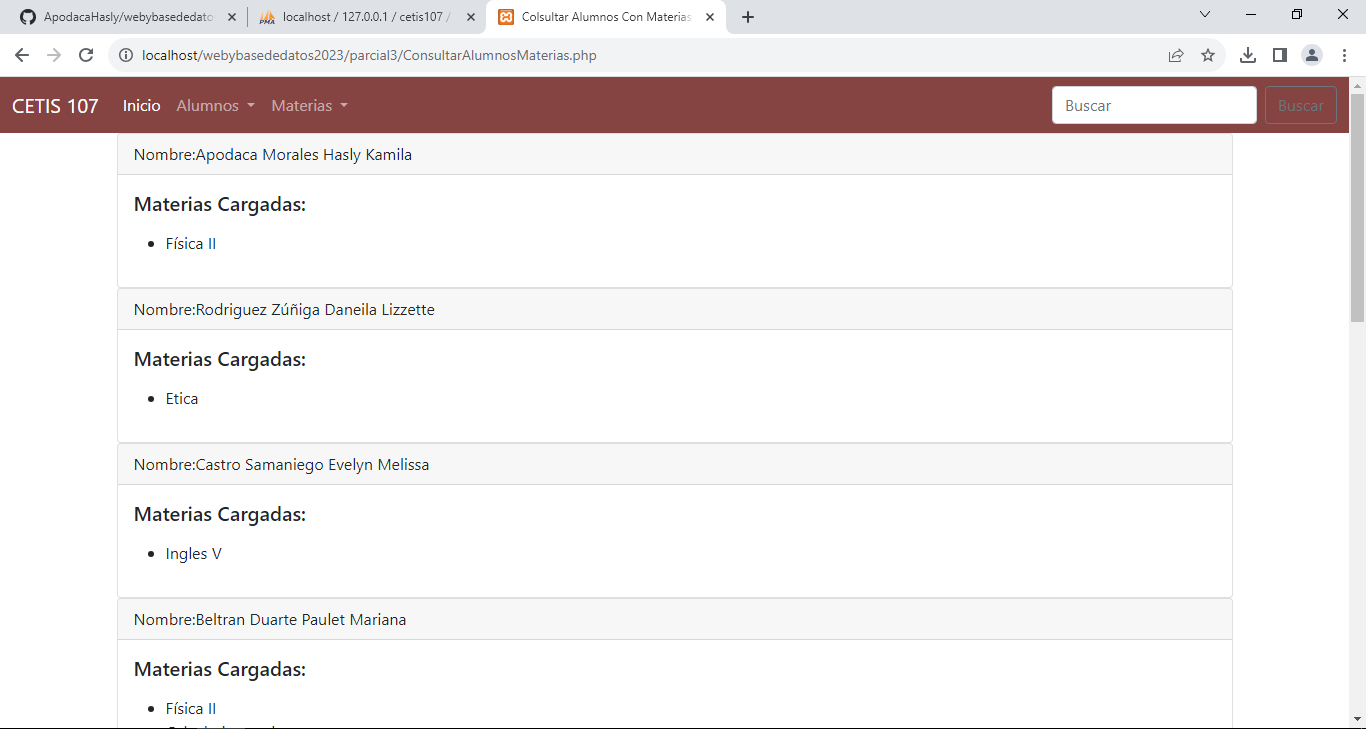 ApodacaHasly/webybasededato
localhost / 127.0.0.1 / cetis107 /
Colsultar Alumnos Con Materias
localhost/webybasededatos2023/parcial3/ConsultarAlumnosMaterias.php
CETIS 107 Inicio Alumnos Materias Buscar Buscar
Nombre:Apodaca Morales Hasly Kamila
Materias Cargadas:
Física II
Nombre:Rodriguez Zúñiga Daneila Lizzette
Materias Cargadas:
Etica
Nombre:Castro Samaniego Evelyn Melissa
Materias Cargadas:
Ingles V
Nombre:Beltran Duarte Paulet Mariana
Materias Cargadas:
Física II